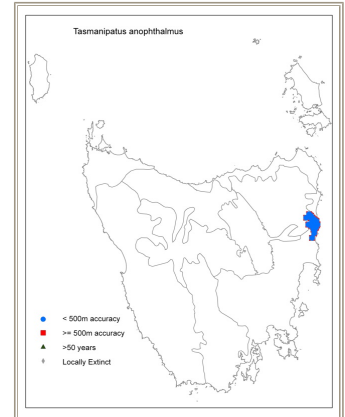 Tasmanipatus anophthalmus
< 500m accuracy
>= 500m accuracy
>50 years
Locally Extinct